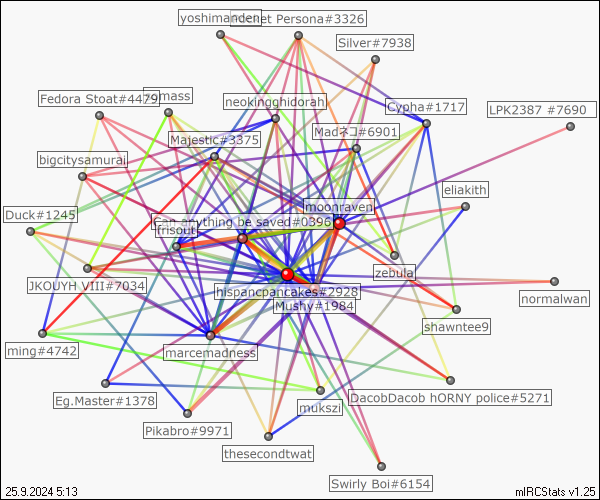 yoshimanden
Rocket Persona#3326
Silver#7938
Fedora Stoat#4479
neokingghidorah
Cypha#1717
LPK2387 #7690
Majestic#3375
Madネコ#6901
bigcitysamurai
eliakith
moonraven
Duck#1245
frisout
Can anything be saved#0396
zebula
JKOUYH VIII#7034
hispancpancakes#2928
normalwan
Mushy#1984
shawntee9
ming#4742
marcemadness
Eg.Master#1378
mukszi
DacobDacob hORNY police#5271
Pikabro#9971
thesecondtwat
Swirly Boi#6154
25.9.2024 5:13
mIRCStats v1.25